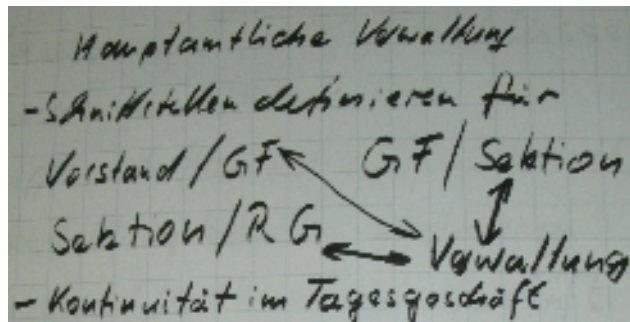 Hauptamtliche Verwaltung
- Schnittstellen definieren für
Vorstand/GF GF/Sektion
Sektion/RG Verwaltung
- Kontinuität im Tagesgeschäft